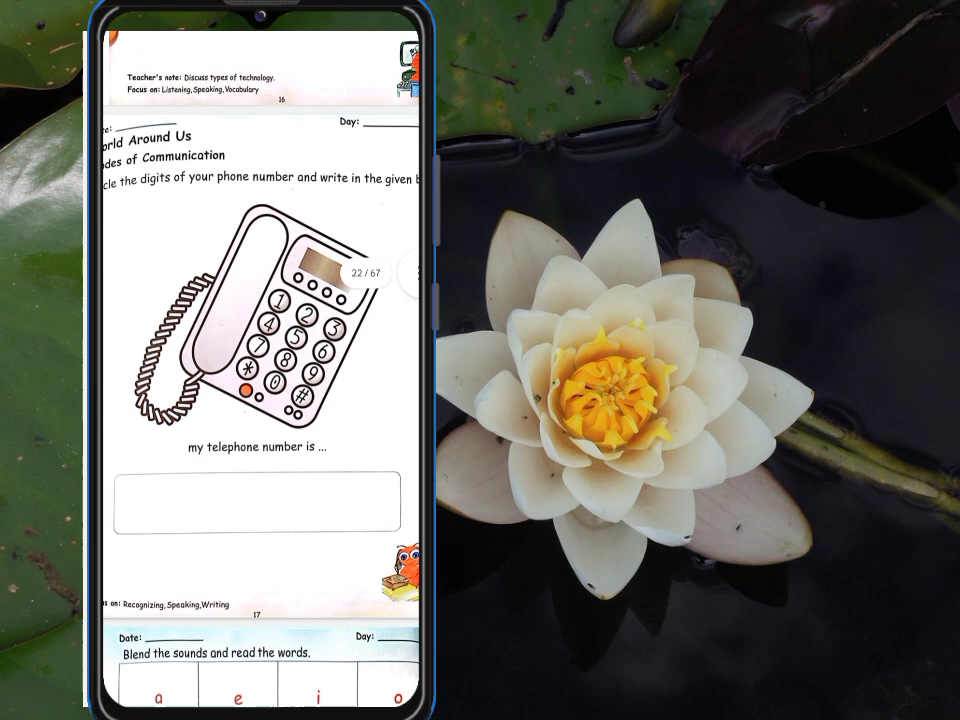 Teacher's note: Discuss types of technology.
Focus on: Listening,Speaking,Vocabulary
16
Day:
Around Us
of Communication
the digits of your phone number and write in the given
22 / 67
1 2 3
4 5 6
7 8 9
* 0 #
my telephone number is ...
on: Recognizing,Speaking,Writing
17
Date: Day:
Blend the sounds and read the words.
a e i o